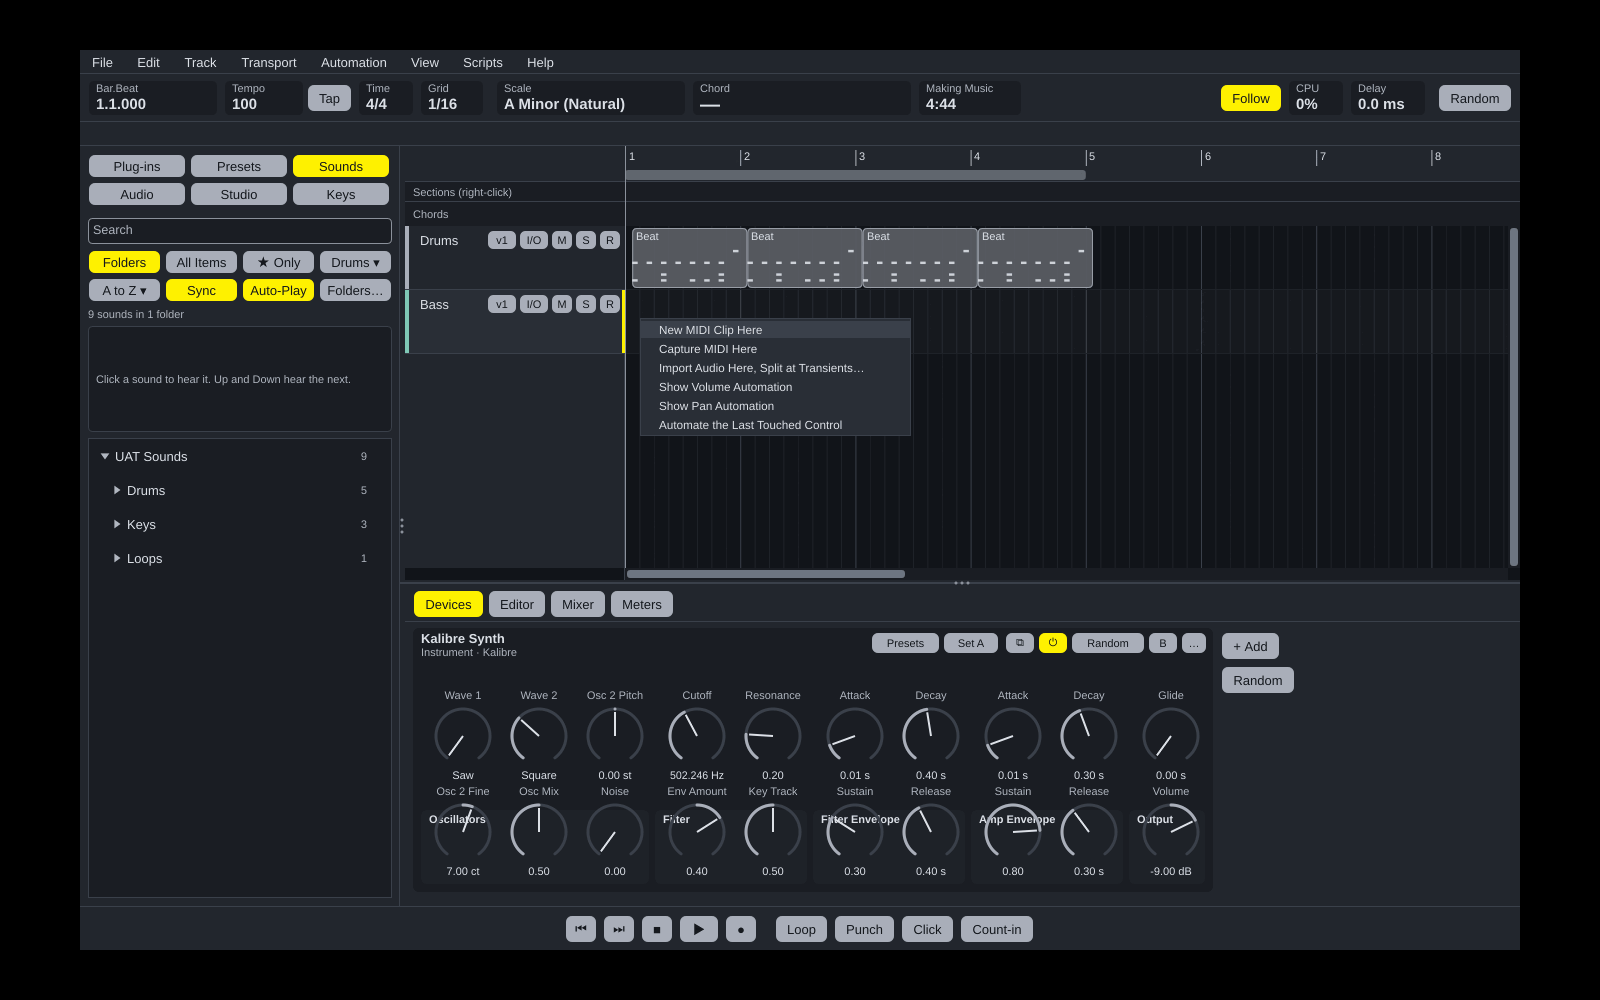 File Edit Track Transport Automation View Scripts Help
Bar.Beat Tempo Time Grid Scale Chord Making Music CPU Delay
1.1.000 100 Tap 4/4 1/16 A Minor (Natural) — 4:44 Follow 0% 0.0 ms Random
Plug-ins Presets Sounds
Audio Studio Keys
Search
Folders All Items ★ Only Drums ▾
A to Z ▾ Sync Auto-Play Folders…
9 sounds in 1 folder
Click a sound to hear it. Up and Down hear the next.
UAT Sounds 9
Drums 5
Keys 3
Loops 1
1 2 3 4 5 6 7 8
Sections (right-click)
Chords
Drums v1 I/O M S R
Beat Beat Beat Beat
Bass v1 I/O M S R
New MIDI Clip Here
Capture MIDI Here
Import Audio Here, Split at Transients…
Show Volume Automation
Show Pan Automation
Automate the Last Touched Control
Devices Editor Mixer Meters
Kalibre Synth
Instrument · Kalibre
Presets Set A Random B …
+ Add
Random
Wave 1 Wave 2 Osc 2 Pitch Cutoff Resonance Attack Decay Attack Decay Glide
Saw Square 0.00 st 502.246 Hz 0.20 0.01 s 0.40 s 0.01 s 0.30 s 0.00 s
Osc 2 Fine Osc Mix Noise Env Amount Key Track Sustain Release Sustain Release Volume
Oscillators Filter Filter Envelope Amp Envelope Output
7.00 ct 0.50 0.00 0.40 0.50 0.30 0.40 s 0.80 0.30 s -9.00 dB
Loop Punch Click Count-in